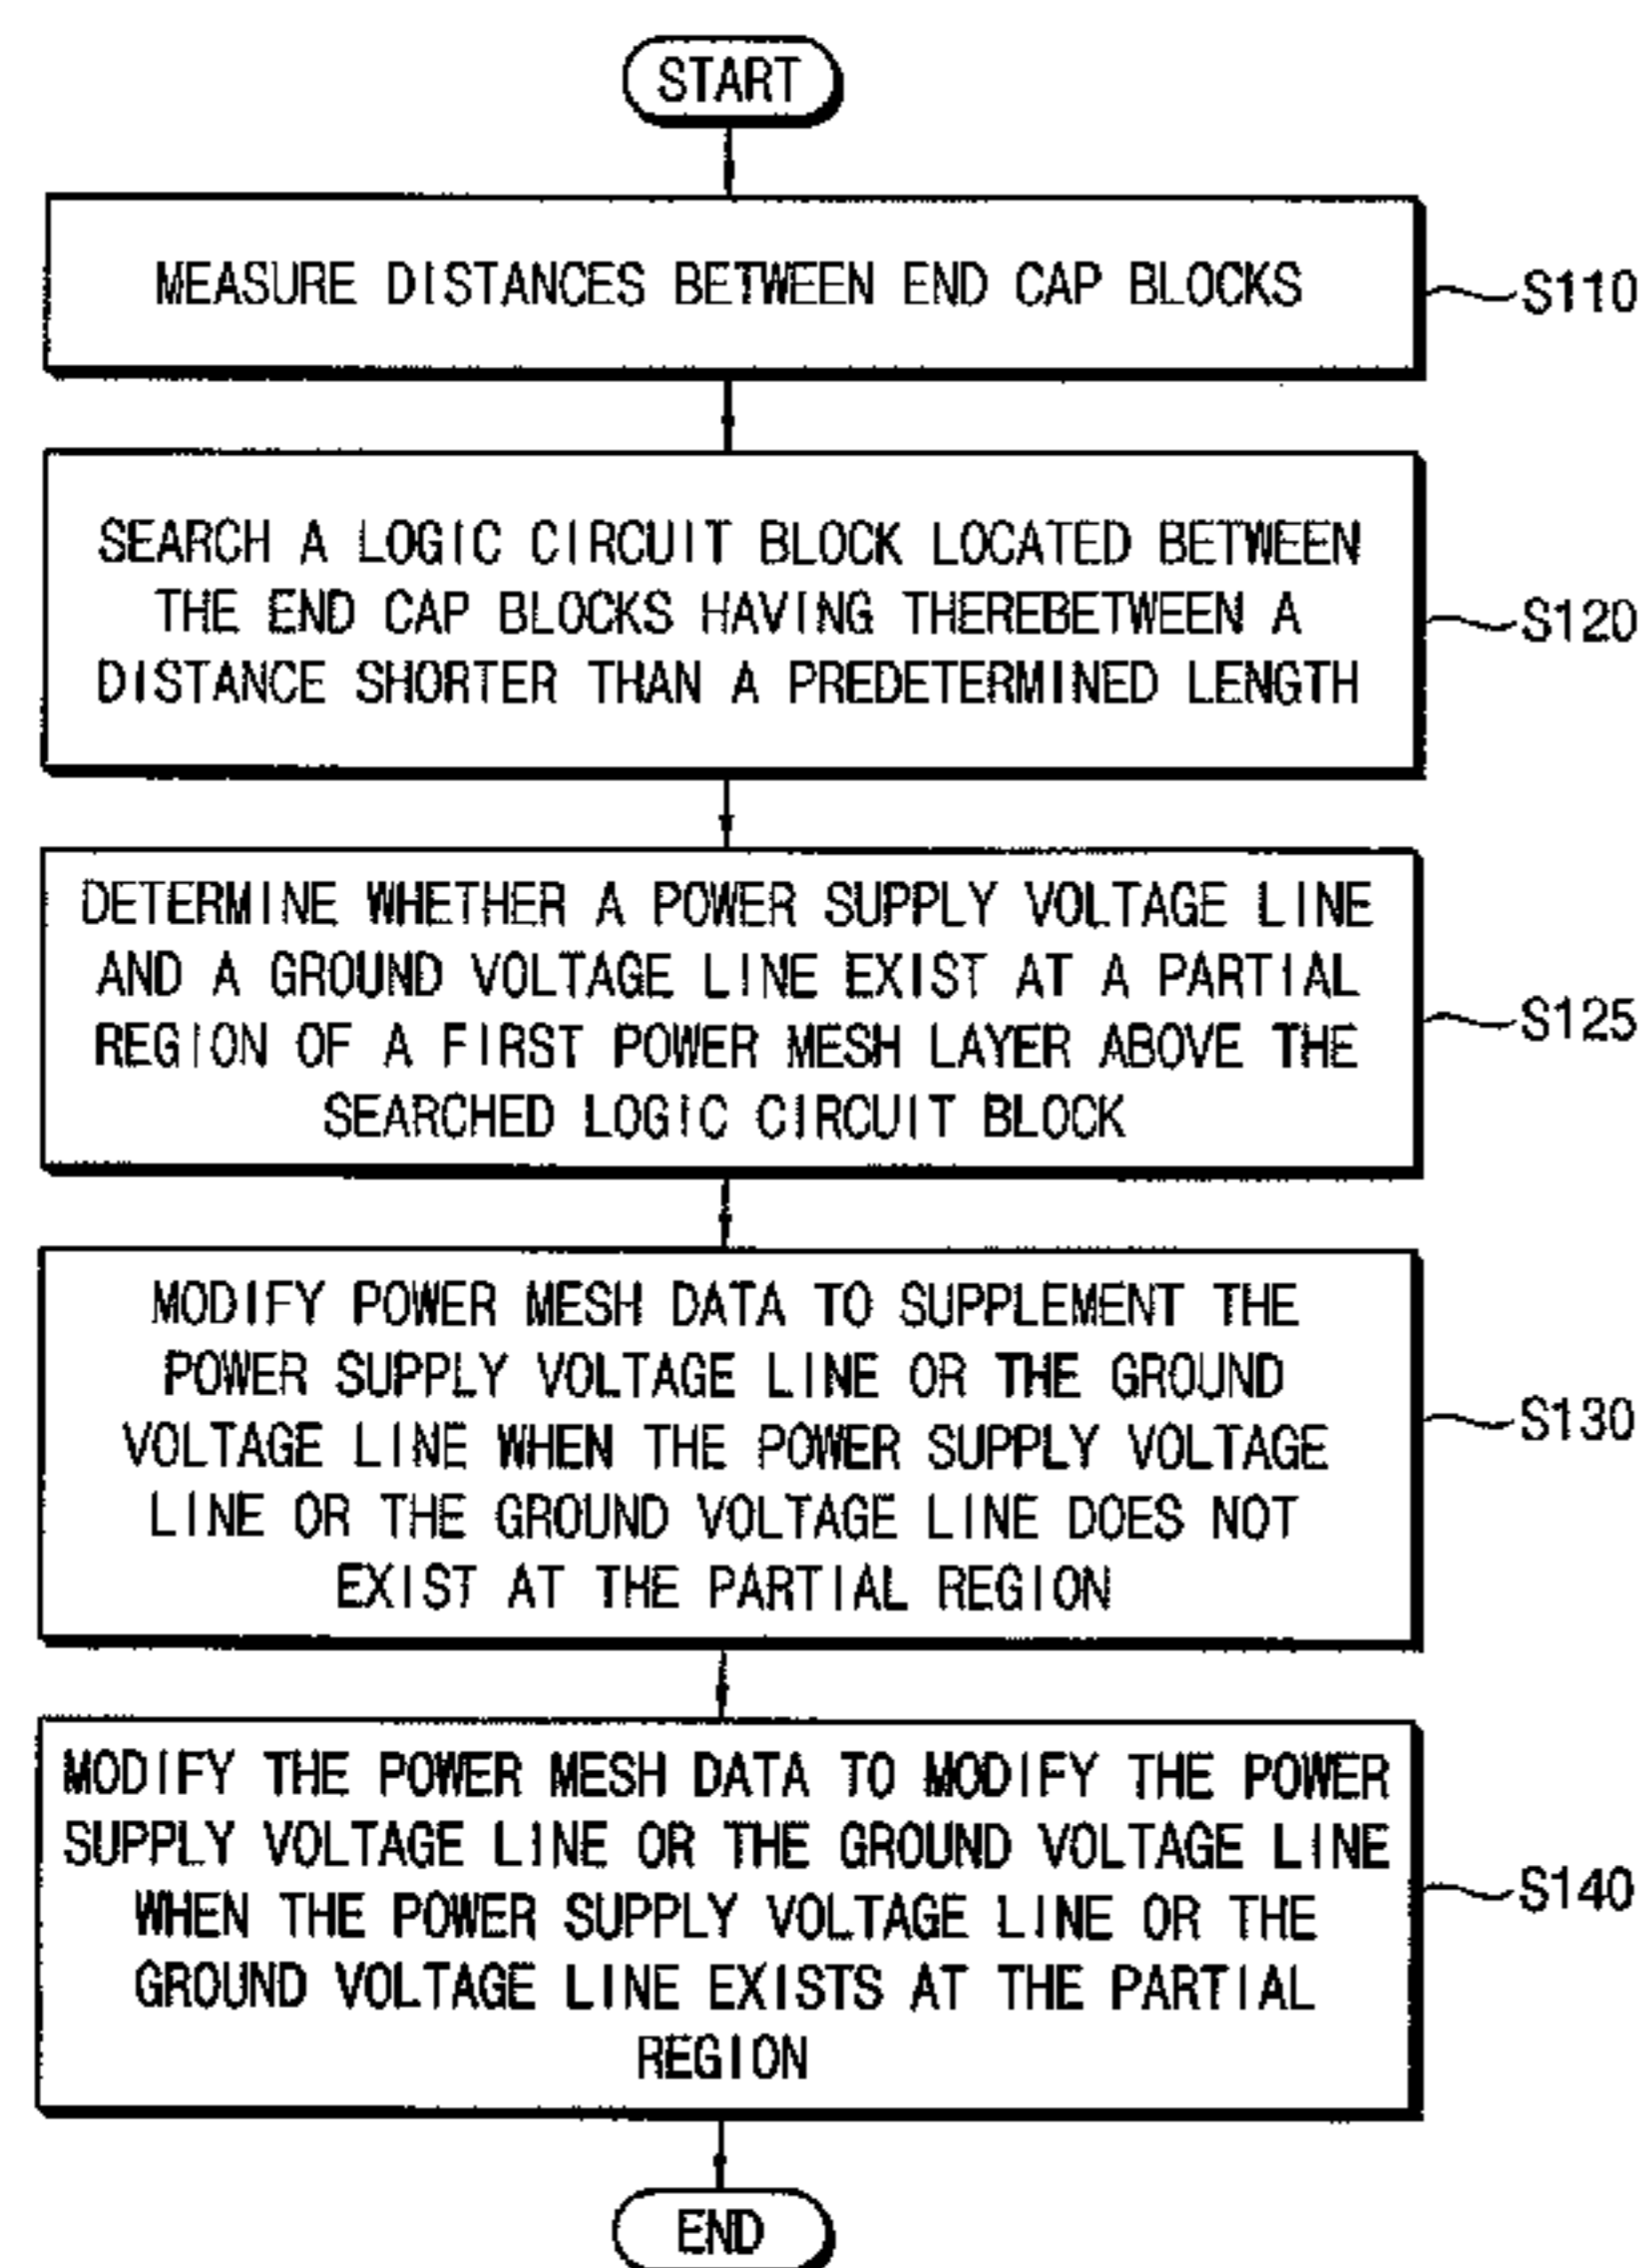 START
MEASURE DISTANCES BETWEEN END CAP BLOCKS
S110
SEARCH A LOGIC CIRCUIT BLOCK LOCATED BETWEEN
THE END CAP BLOCKS HAVING THEREBETWEEN A
DISTANCE SHORTER THAN A PREDETERMINED LENGTH
S120
DETERMINE WHETHER A POWER SUPPLY VOLTAGE LINE
AND A GROUND VOLTAGE LINE EXIST AT A PARTIAL
REGION OF A FIRST POWER MESH LAYER ABOVE THE
SEARCHED LOGIC CIRCUIT BLOCK
S125
MODIFY POWER MESH DATA TO SUPPLEMENT THE
POWER SUPPLY VOLTAGE LINE OR THE GROUND
VOLTAGE LINE WHEN THE POWER SUPPLY VOLTAGE
LINE OR THE GROUND VOLTAGE LINE DOES NOT
EXIST AT THE PARTIAL REGION
S130
MODIFY THE POWER MESH DATA TO MODIFY THE POWER
SUPPLY VOLTAGE LINE OR THE GROUND VOLTAGE LINE
WHEN THE POWER SUPPLY VOLTAGE LINE OR THE
GROUND VOLTAGE LINE EXISTS AT THE PARTIAL
REGION
S140
END